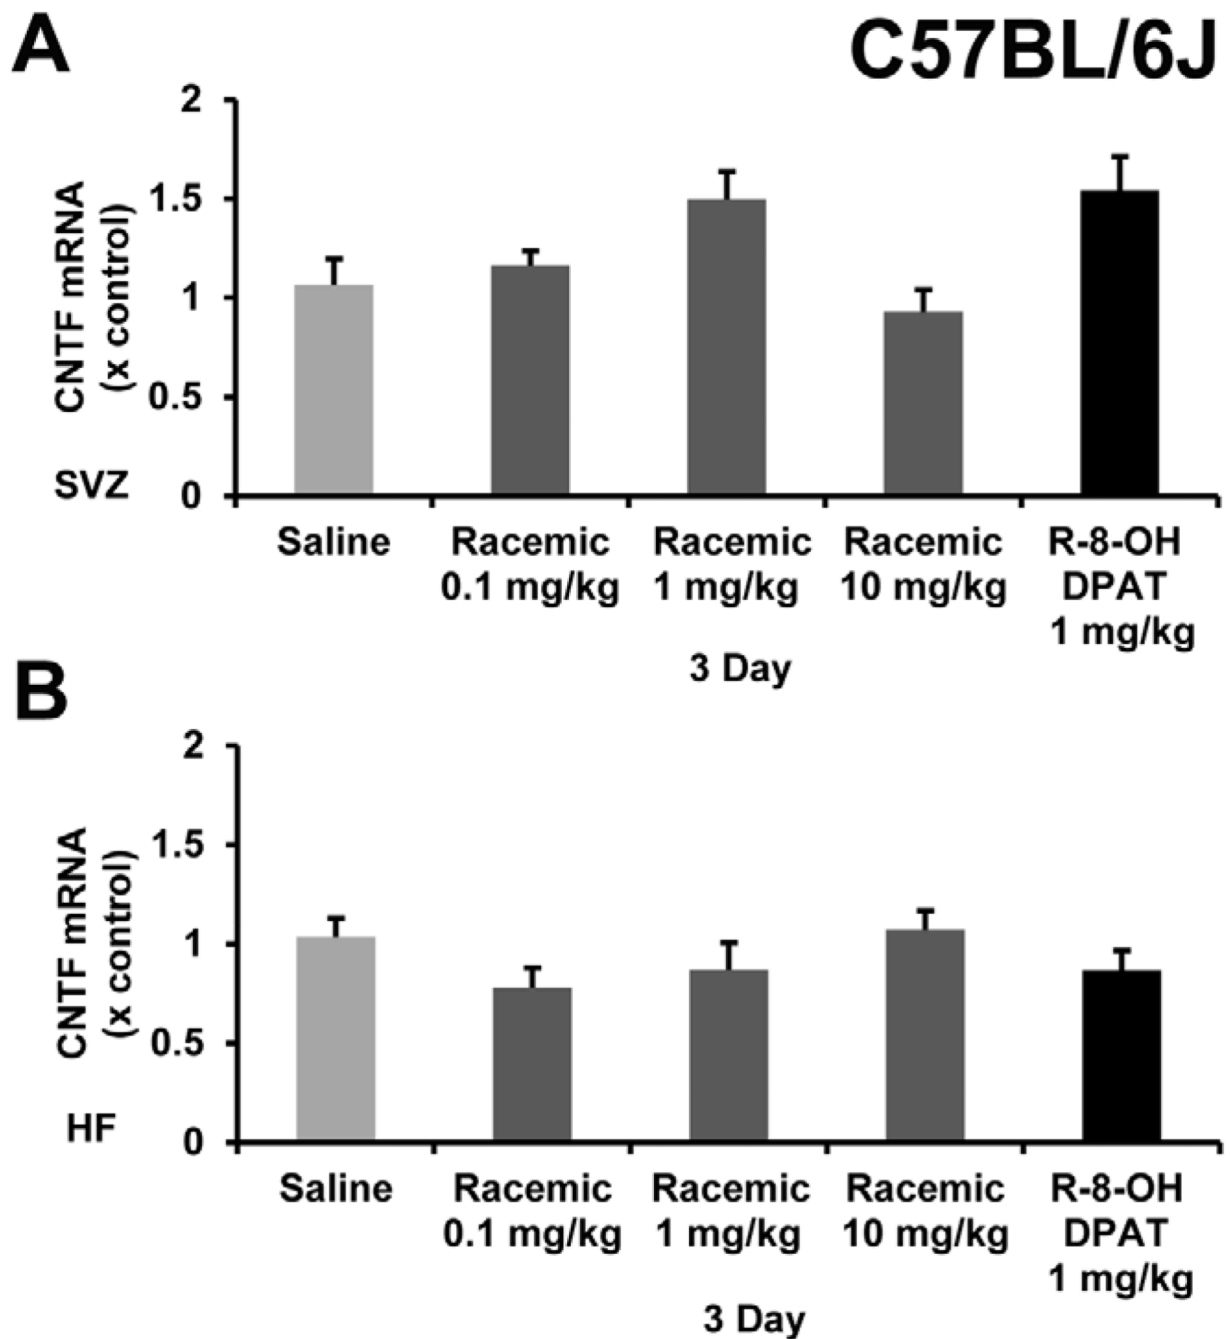 A
C57BL/6J
2
1.5
1
0.5
0
CNTF mRNA
(x control)
SVZ
Saline
Racemic
0.1 mg/kg
Racemic
1 mg/kg
Racemic
10 mg/kg
R-8-OH
DPAT
1 mg/kg
3 Day
B
2
1.5
1
0.5
0
CNTF mRNA
(x control)
HF
Saline
Racemic
0.1 mg/kg
Racemic
1 mg/kg
Racemic
10 mg/kg
R-8-OH
DPAT
1 mg/kg
3 Day